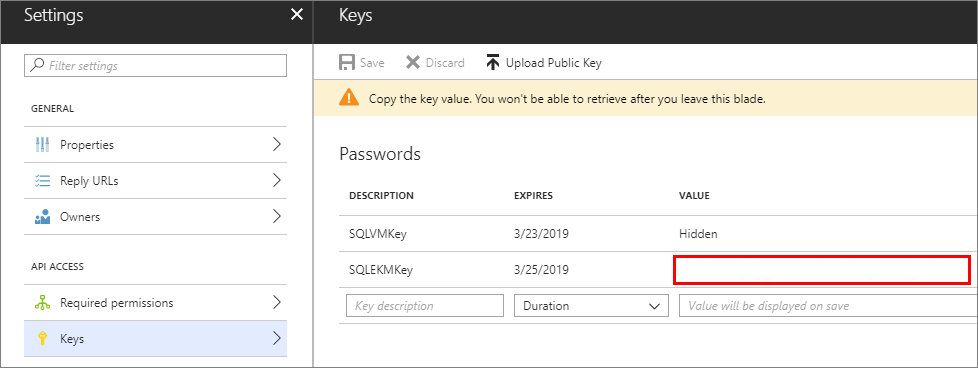 Settings
Filter settings
GENERAL
Properties
Reply URLs
Owners
API ACCESS
Required permissions
Keys
Keys
Save Discard Upload Public Key
Copy the key value. You won't be able to retrieve after you leave this blade.
Passwords
DESCRIPTION EXPIRES VALUE
SQLVMKey 3/23/2019 Hidden
SQLEKMKey 3/25/2019
Key description Duration Value will be displayed on save